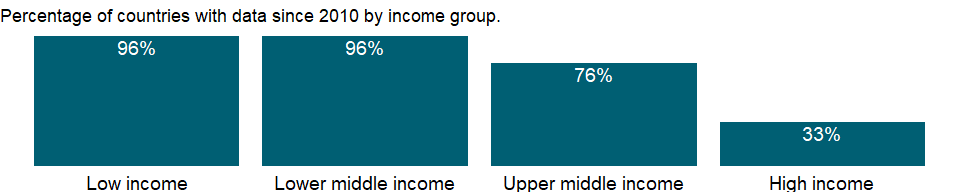 Percentage of countries with data since 2010 by income group.
96% 96% 76% 33%
Low income Lower middle income Upper middle income High income